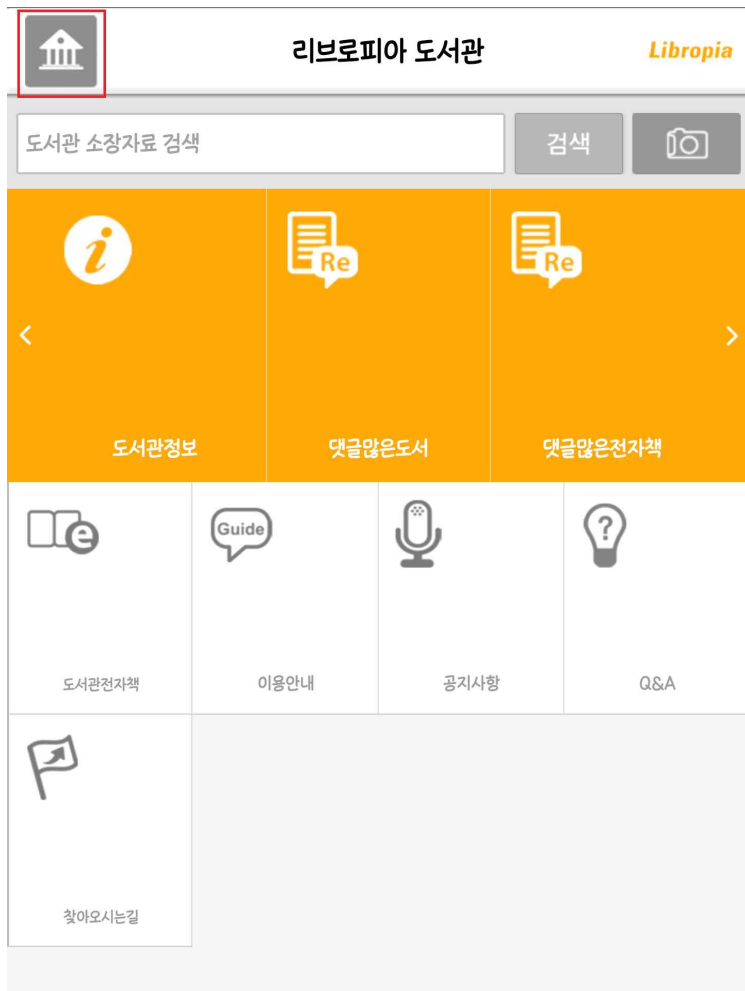 리브로피아 도서관
Libropia
도서관 소장자료 검색
검색
i
Re
Re
도서관정보
댓글많은도서
댓글많은전자책
e
Guide
?
도서관전자책
이용안내
공지사항
Q&A
찾아오시는길